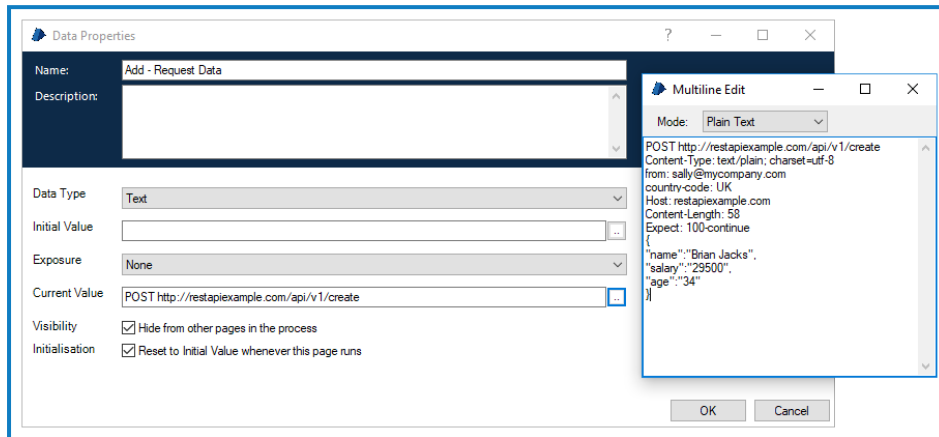 Data Properties
Name:
Add - Request Data
Description:
Data Type
Text
Initial Value
..
Exposure
None
Current Value
POST http://restapiexample.com/api/v1/create
..
Visibility
Hide from other pages in the process
Initialisation
Reset to Initial Value whenever this page runs
OK
Cancel
Multiline Edit
Mode:
Plain Text
POST http://restapiexample.com/api/v1/create
Content-Type: text/plain; charset=utf-8
from: sally@mycompany.com
country-code: UK
Host: restapiexample.com
Content-Length: 58
Expect: 100-continue
{
"name":"Brian Jacks",
"salary":"29500",
"age":"34"
}